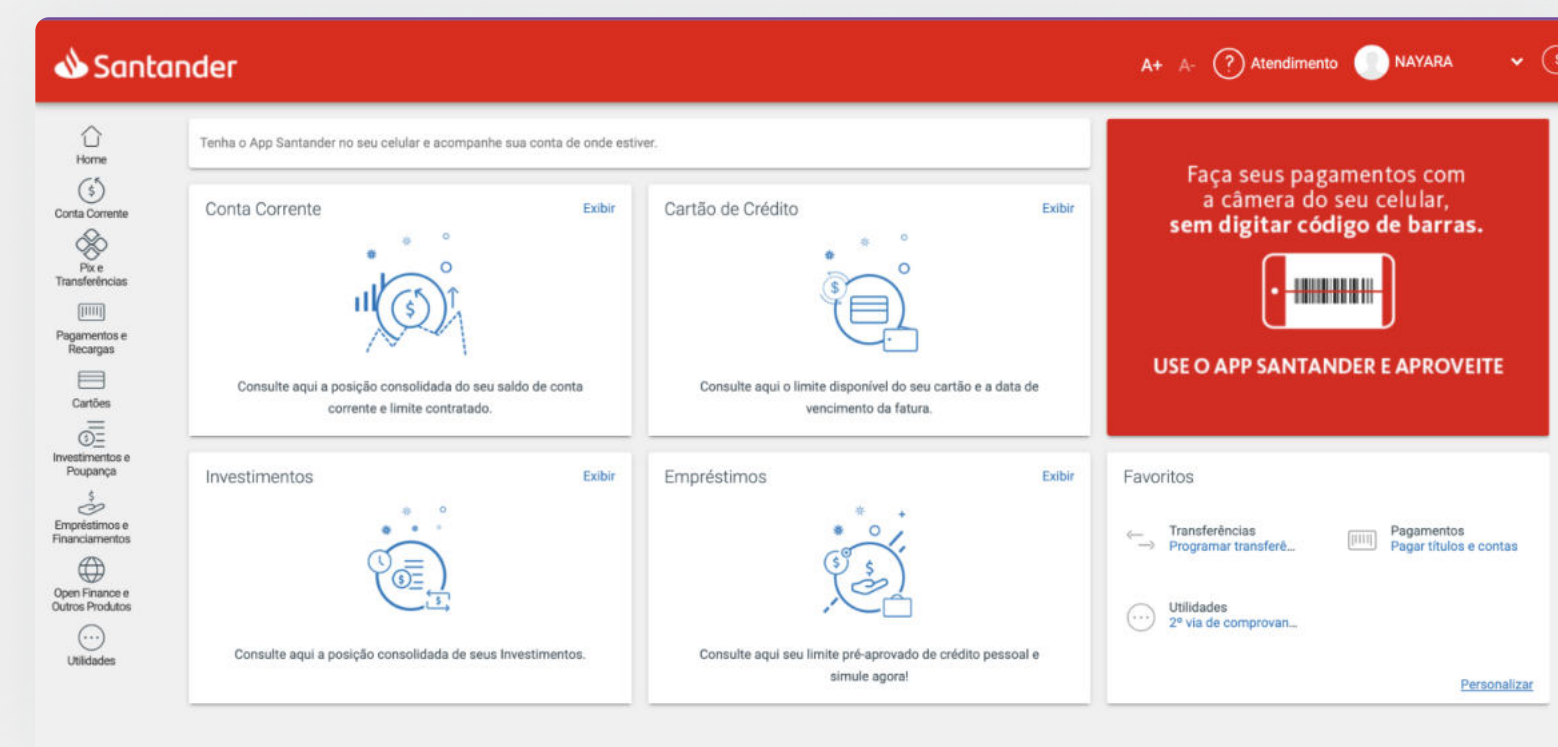 Santander
A+ A- ? Atendimento NAYARA
Home
Conta Corrente
Pix e
Transferências
Pagamentos e
Recargas
Cartões
Investimentos e
Poupança
Empréstimos e
Financiamentos
Open Finance e
Outros Produtos
Utilidades
Tenha o App Santander no seu celular e acompanhe sua conta de onde estiver.
Conta Corrente Exibir
Consulte aqui a posição consolidada do seu saldo de conta
corrente e limite contratado.
Cartão de Crédito Exibir
Consulte aqui o limite disponível do seu cartão e a data de
vencimento da fatura.
Faça seus pagamentos com
a câmera do seu celular,
sem digitar código de barras.
USE O APP SANTANDER E APROVEITE
Investimentos Exibir
Consulte aqui a posição consolidada de seus Investimentos.
Empréstimos Exibir
Consulte aqui seu limite pré-aprovado de crédito pessoal e
simule agora!
Favoritos
Transferências
Programar transferê...
Pagamentos
Pagar títulos e contas
Utilidades
2º via de comprovan...
Personalizar